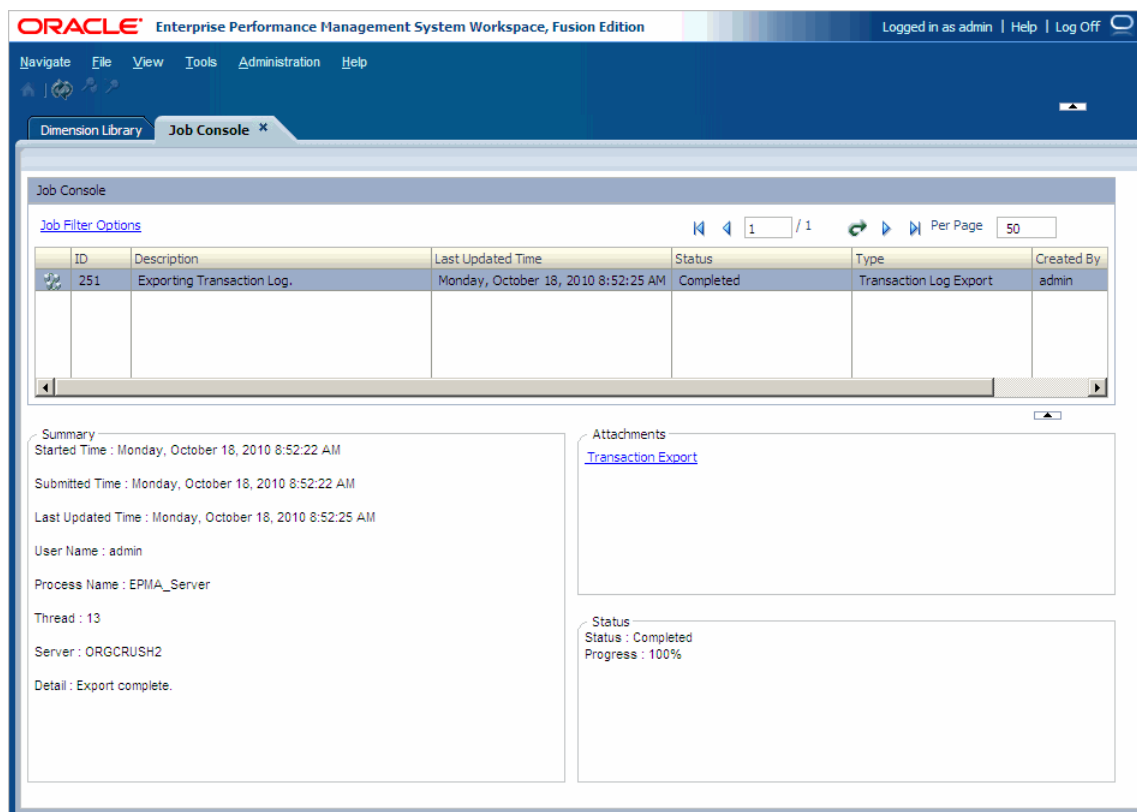 ORACLE Enterprise Performance Management System Workspace, Fusion Edition Logged in as admin | Help | Log Off
Navigate File View Tools Administration Help
Dimension Library Job Console ×
Job Console
Job Filter Options 1 / 1 Per Page 50
ID Description Last Updated Time Status Type Created By
251 Exporting Transaction Log. Monday, October 18, 2010 8:52:25 AM Completed Transaction Log Export admin
Summary
Started Time : Monday, October 18, 2010 8:52:22 AM
Submitted Time : Monday, October 18, 2010 8:52:22 AM
Last Updated Time : Monday, October 18, 2010 8:52:25 AM
User Name : admin
Process Name : EPMA_Server
Thread : 13
Server : ORGCRUSH2
Detail : Export complete.
Attachments
Transaction Export
Status
Status : Completed
Progress : 100%